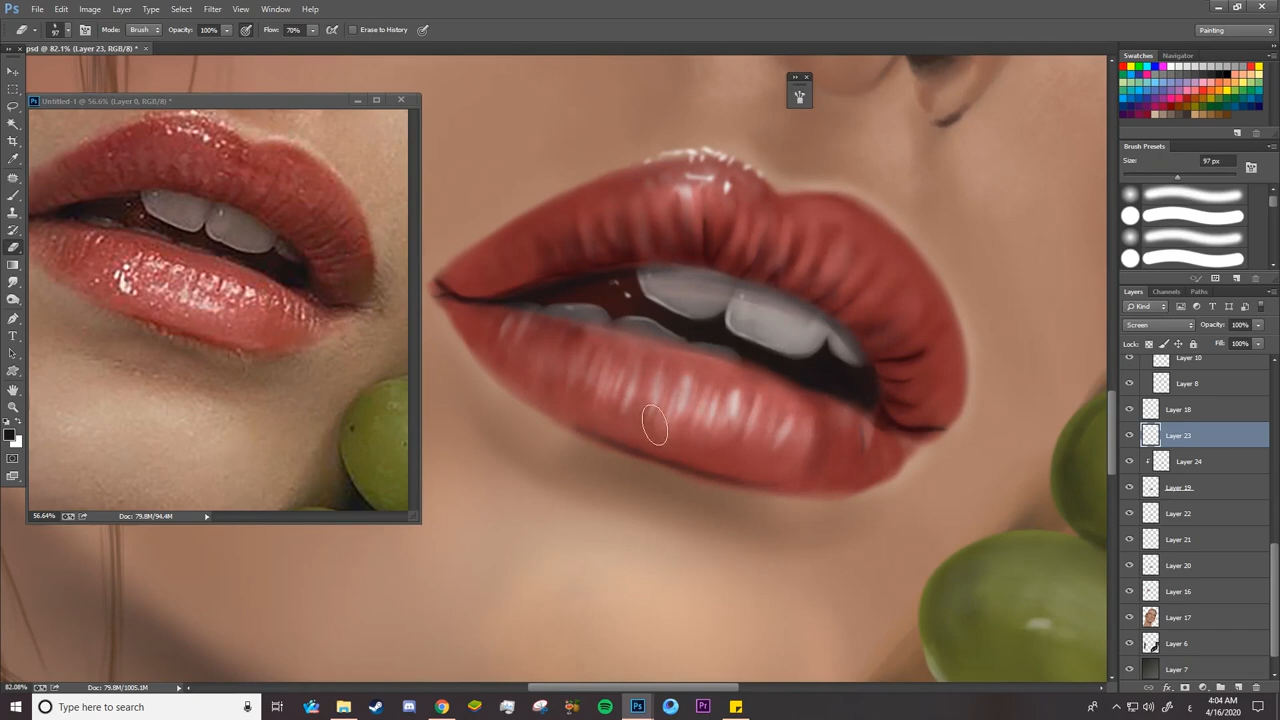 Ps File Edit Image Layer Type Select Filter View Window Help
97 Mode: Brush Opacity: 100% Flow: 70% Erase to History Painting
psd @ 82.1% (Layer 23, RGB/8) *
Swatches Navigator
Untitled-1 @ 56.6% (Layer 0, RGB/8) *
Brush Presets
Size: 97 px
Layers Channels Paths
Kind
Screen Opacity: 100%
Lock: Fill: 100%
Layer 10
Layer 8
Layer 18
Layer 23
Layer 24
Layer 19
Layer 22
Layer 21
Layer 20
Layer 16
Layer 17
Layer 6
Layer 7
56.64% Doc: 79.8M/94.4M
82.08% Doc: 79.8M/1005.1M
Type here to search
4:04 AM
4/16/2020